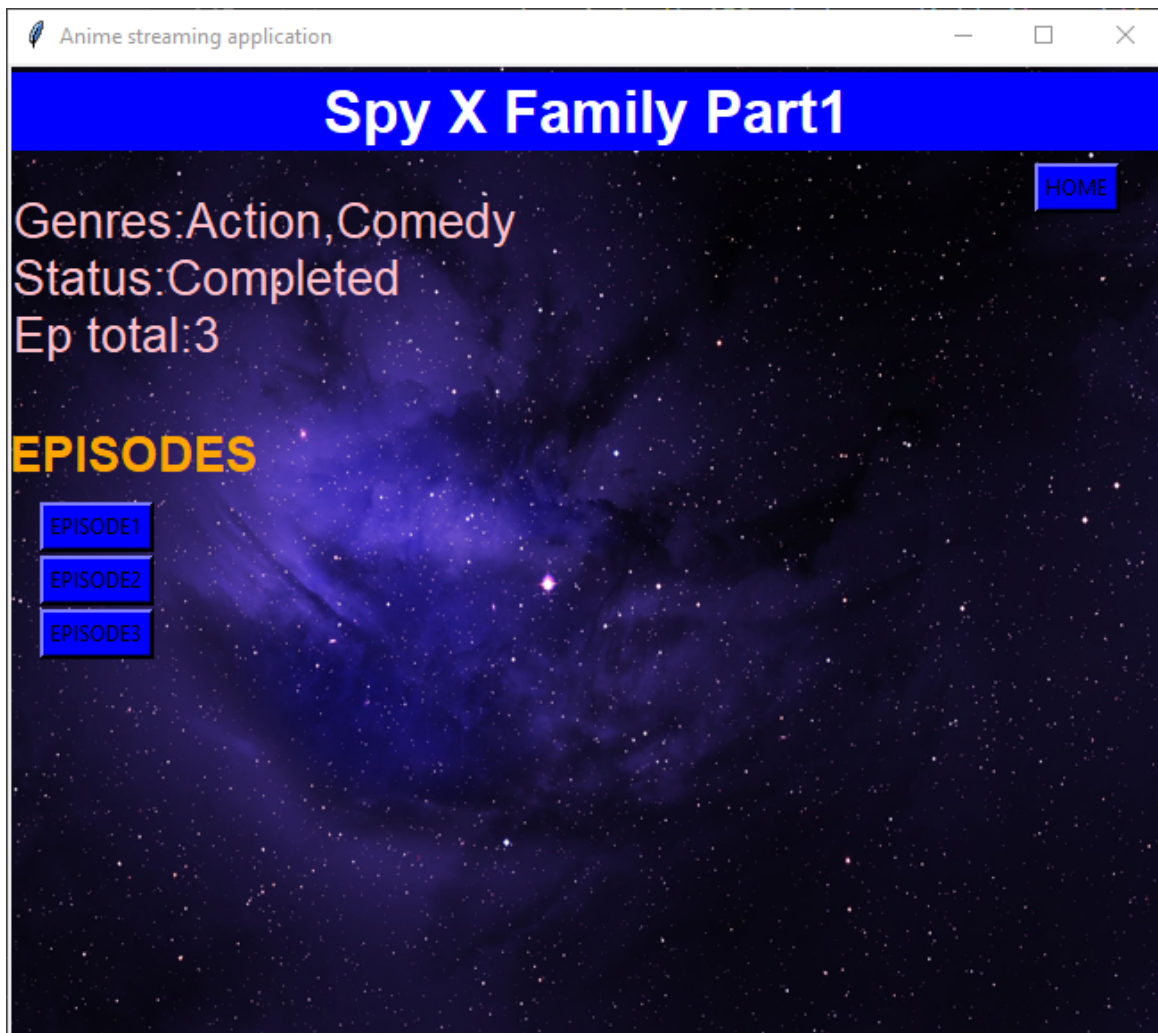 Anime streaming application
Spy X Family Part1
HOME
Genres:Action,Comedy
Status:Completed
Ep total:3
EPISODES
EPISODE1
EPISODE2
EPISODE3